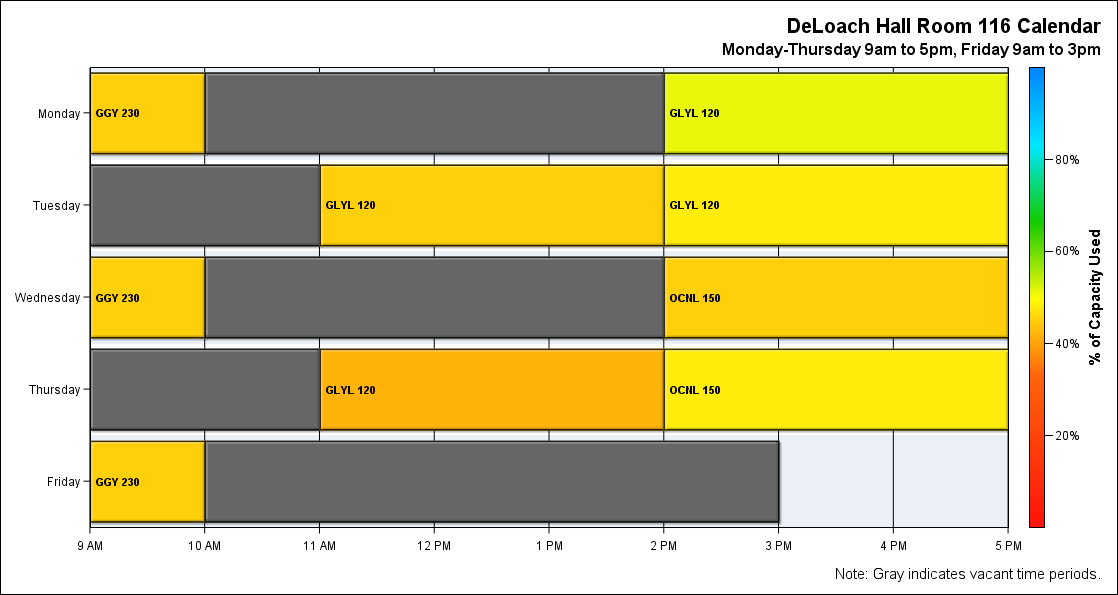 DeLoach Hall Room 116 Calendar
Monday-Thursday 9am to 5pm, Friday 9am to 3pm
Monday
GGY 230
GLYL 120
Tuesday
GLYL 120
GLYL 120
Wednesday
GGY 230
OCNL 150
Thursday
GLYL 120
OCNL 150
Friday
GGY 230
9 AM
10 AM
11 AM
12 PM
1 PM
2 PM
3 PM
4 PM
5 PM
80%
60%
40%
20%
% of Capacity Used
Note: Gray indicates vacant time periods.